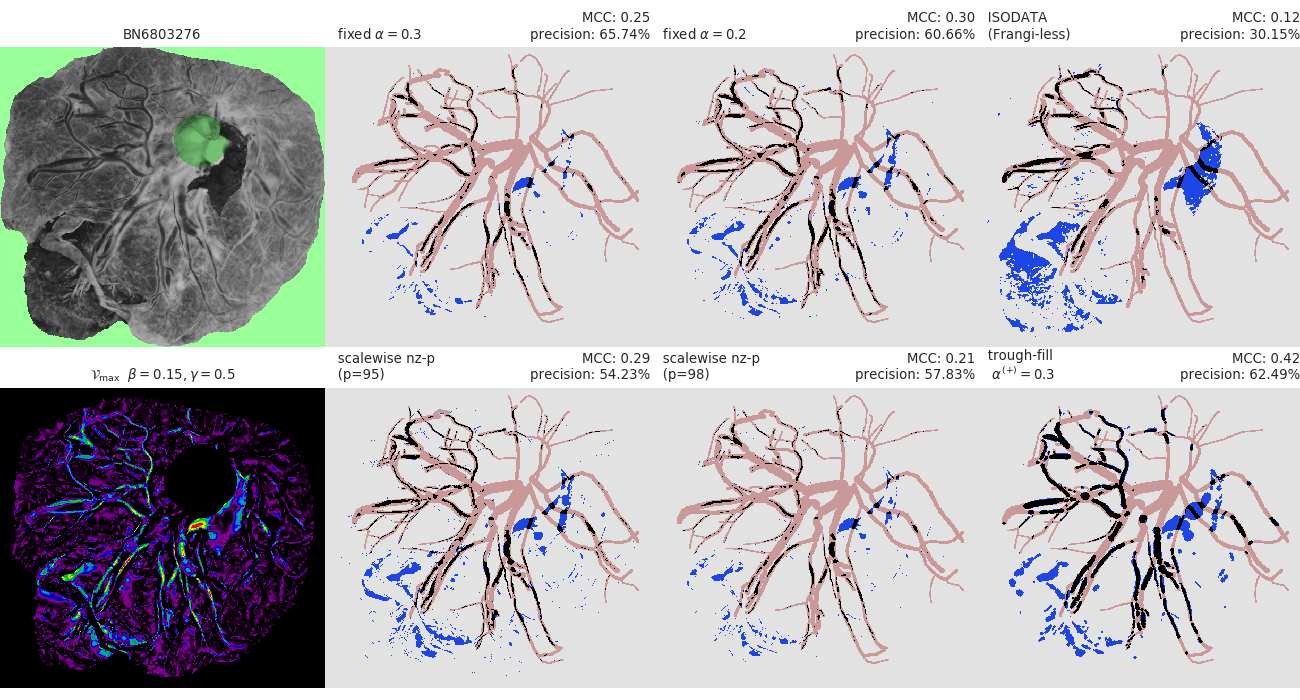 BN6803276
fixed α = 0.3
MCC: 0.25
precision: 65.74%
fixed α = 0.2
MCC: 0.30
precision: 60.66%
ISODATA
(Frangi-less)
MCC: 0.12
precision: 30.15%
𝒱max β = 0.15, γ = 0.5
scalewise nz-p
(p=95)
MCC: 0.29
precision: 54.23%
scalewise nz-p
(p=98)
MCC: 0.21
precision: 57.83%
trough-fill
α(+) = 0.3
MCC: 0.42
precision: 62.49%